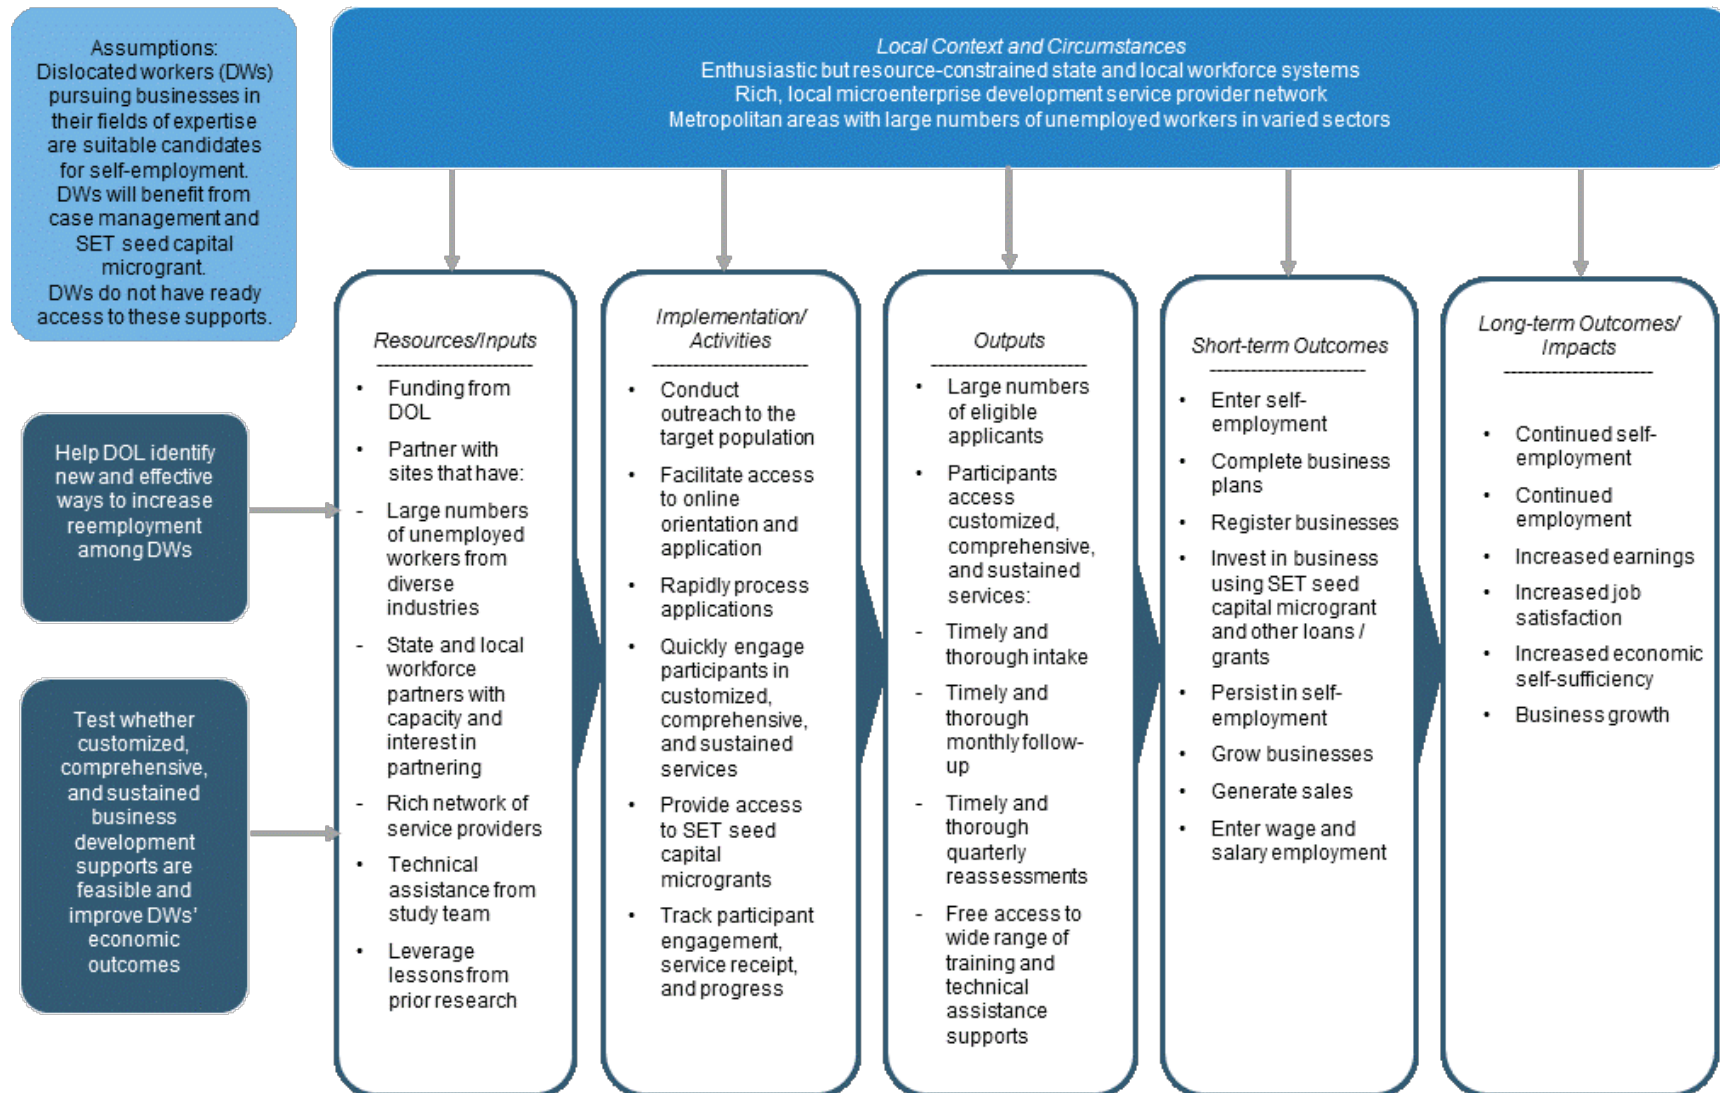 Assumptions:
Dislocated workers (DWs)
pursuing businesses in
their fields of expertise
are suitable candidates
for self-employment.
DWs will benefit from
case management and
SET seed capital
microgrant.
DWs do not have ready
access to these supports.
Local Context and Circumstances
Enthusiastic but resource-constrained state and local workforce systems
Rich, local microenterprise development service provider network
Metropolitan areas with large numbers of unemployed workers in varied sectors
Help DOL identify
new and effective
ways to increase
reemployment
among DWs
Test whether
customized,
comprehensive,
and sustained
business
development
supports are
feasible and
improve DWs'
economic
outcomes
Resources/Inputs
----------------------
• Funding from
DOL
• Partner with
sites that have:
- Large numbers
of unemployed
workers from
diverse
industries
- State and local
workforce
partners with
capacity and
interest in
partnering
- Rich network of
service providers
• Technical
assistance from
study team
• Leverage
lessons from
prior research
Implementation/
Activities
----------------------
• Conduct
outreach to the
target population
• Facilitate access
to online
orientation and
application
• Rapidly process
applications
• Quickly engage
participants in
customized,
comprehensive,
and sustained
services
• Provide access
to SET seed
capital
microgrants
• Track participant
engagement,
service receipt,
and progress
Outputs
----------------------
• Large numbers
of eligible
applicants
• Participants
access
customized,
comprehensive,
and sustained
services:
- Timely and
thorough intake
- Timely and
thorough
monthly follow-
up
- Timely and
thorough
quarterly
reassessments
- Free access to
wide range of
training and
technical
assistance
supports
Short-term Outcomes
----------------------
• Enter self-
employment
• Complete business
plans
• Register businesses
• Invest in business
using SET seed
capital microgrant
and other loans /
grants
• Persist in self-
employment
• Grow businesses
• Generate sales
• Enter wage and
salary employment
Long-term Outcomes/
Impacts
----------------------
• Continued self-
employment
• Continued
employment
• Increased earnings
• Increased job
satisfaction
• Increased economic
self-sufficiency
• Business growth